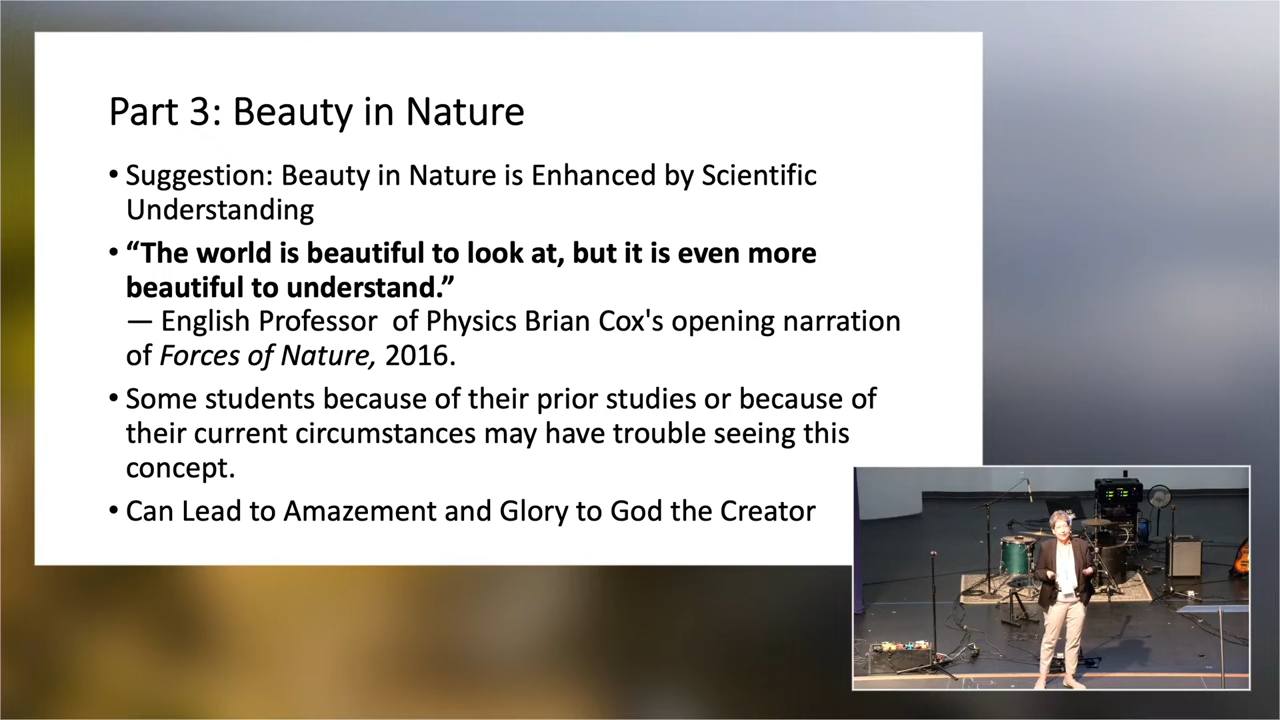 Part 3: Beauty in Nature
• Suggestion: Beauty in Nature is Enhanced by Scientific
Understanding
• “The world is beautiful to look at, but it is even more
beautiful to understand.”
— English Professor  of Physics Brian Cox's opening narration
of Forces of Nature, 2016.
• Some students because of their prior studies or because of
their current circumstances may have trouble seeing this
concept.
• Can Lead to Amazement and Glory to God the Creator